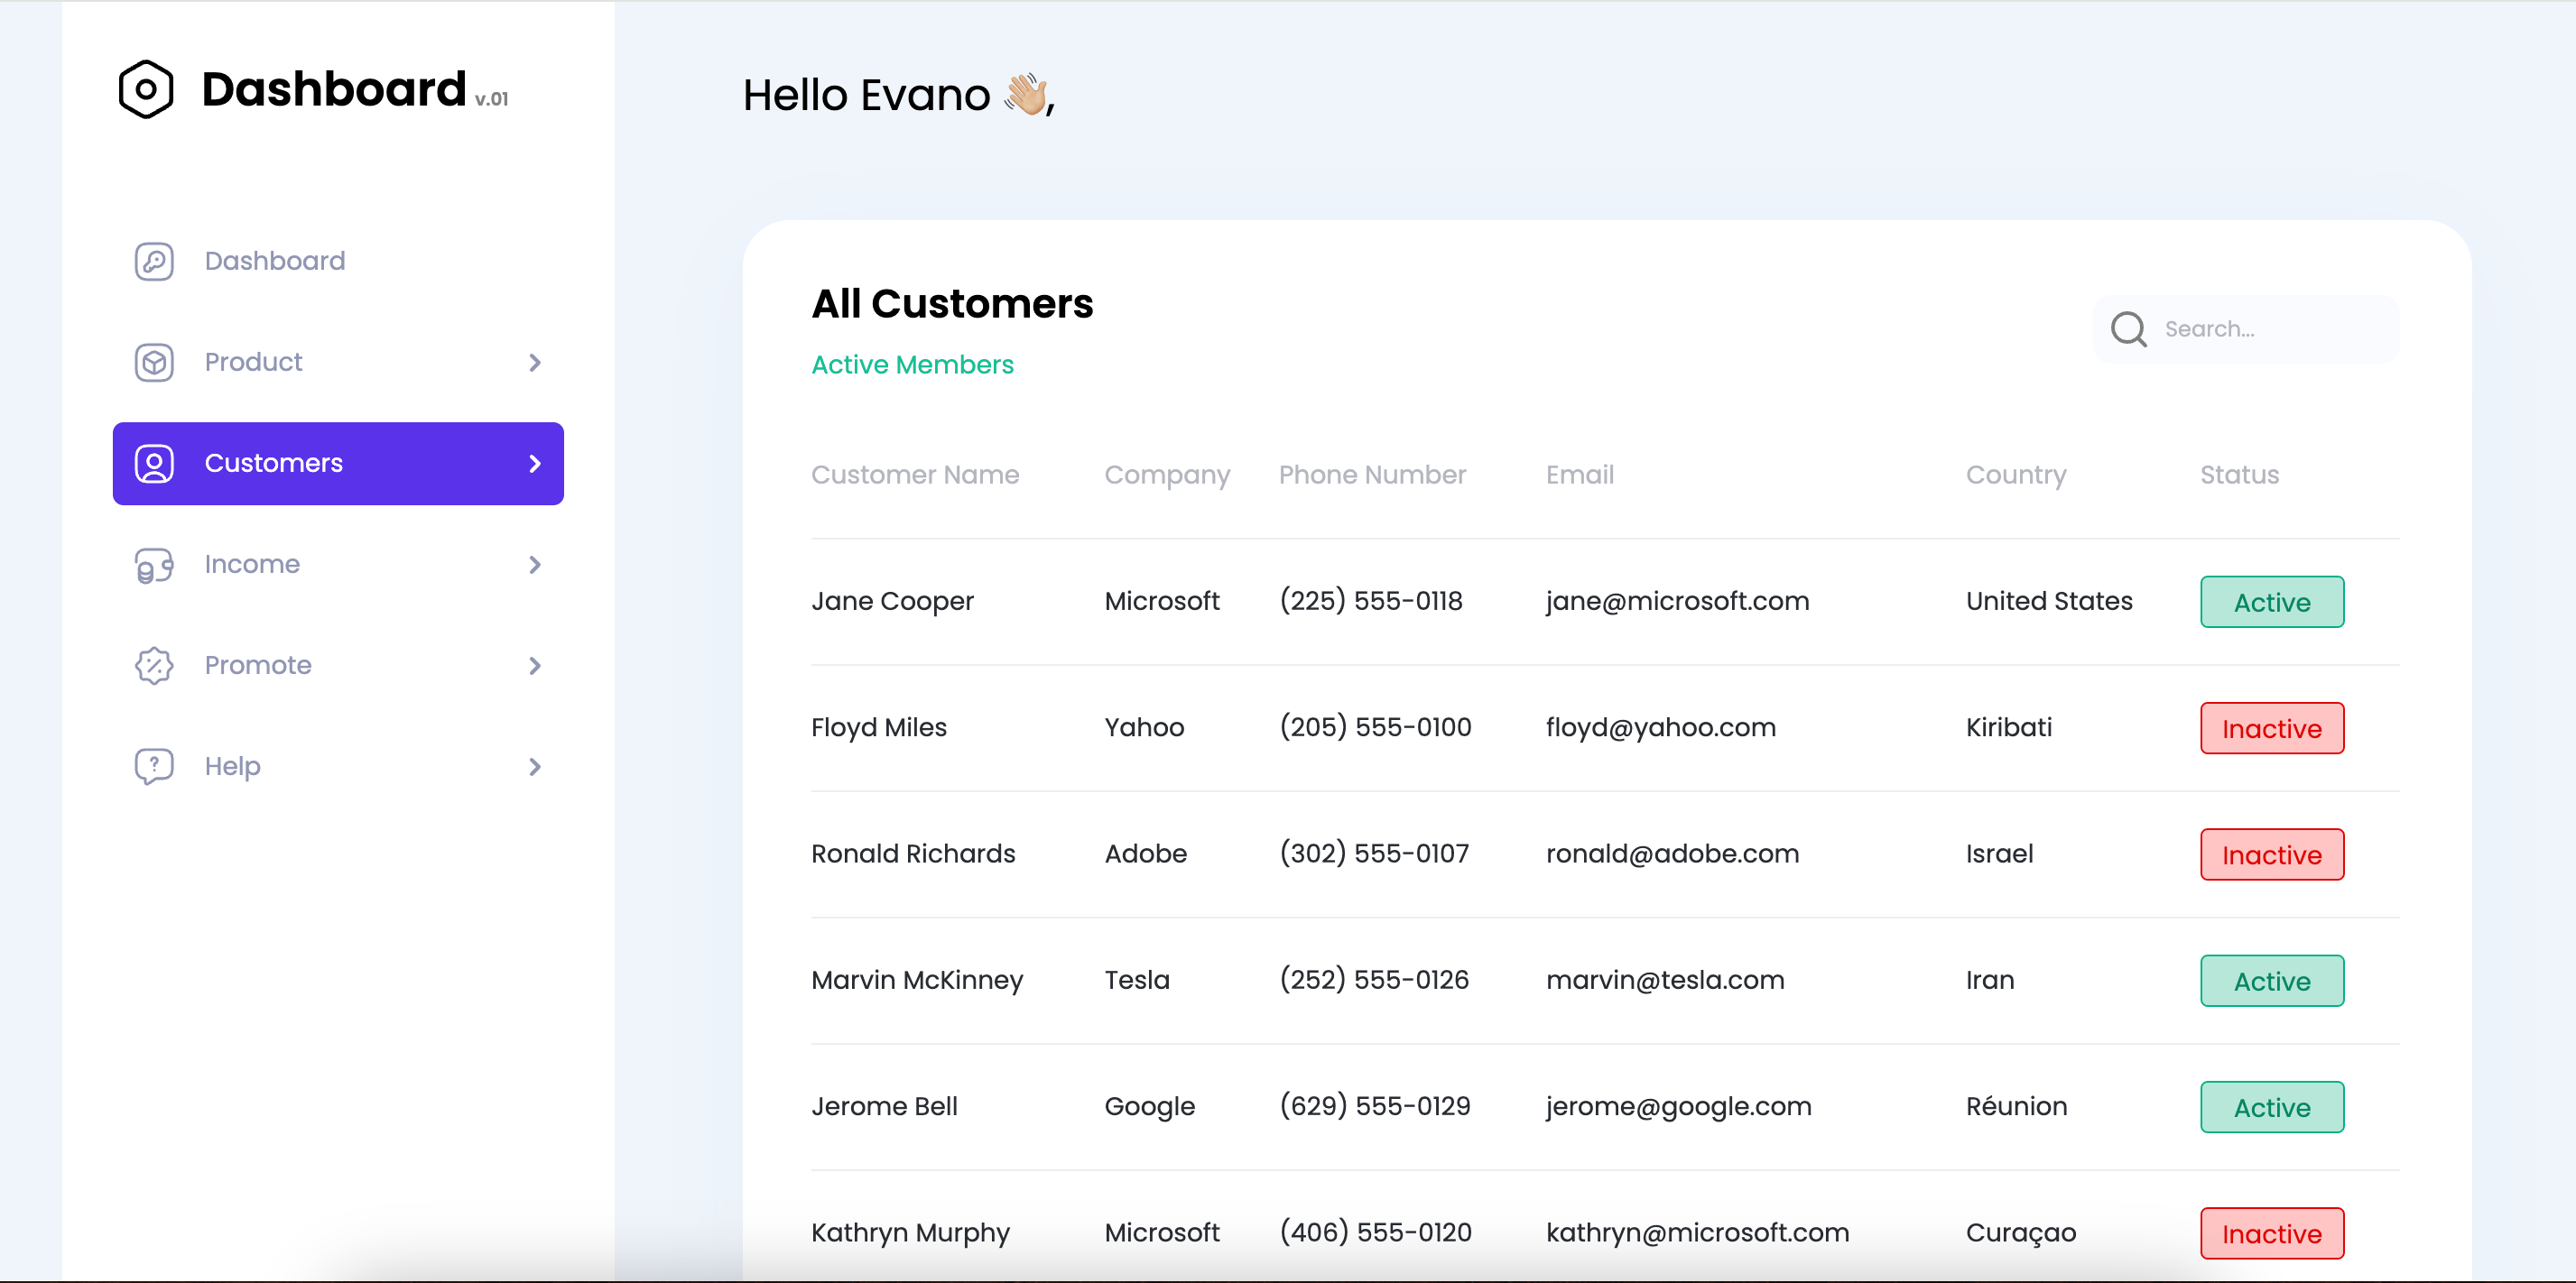 Dashboard v.01
Dashboard
Product
Customers
Income
Promote
Help
Hello Evano 👋🏼,
All Customers
Active Members
Search...
Customer Name Company Phone Number Email Country Status
Jane Cooper Microsoft (225) 555-0118 jane@microsoft.com United States Active
Floyd Miles Yahoo (205) 555-0100 floyd@yahoo.com Kiribati Inactive
Ronald Richards Adobe (302) 555-0107 ronald@adobe.com Israel Inactive
Marvin McKinney Tesla (252) 555-0126 marvin@tesla.com Iran Active
Jerome Bell Google (629) 555-0129 jerome@google.com Réunion Active
Kathryn Murphy Microsoft (406) 555-0120 kathryn@microsoft.com Curaçao Inactive